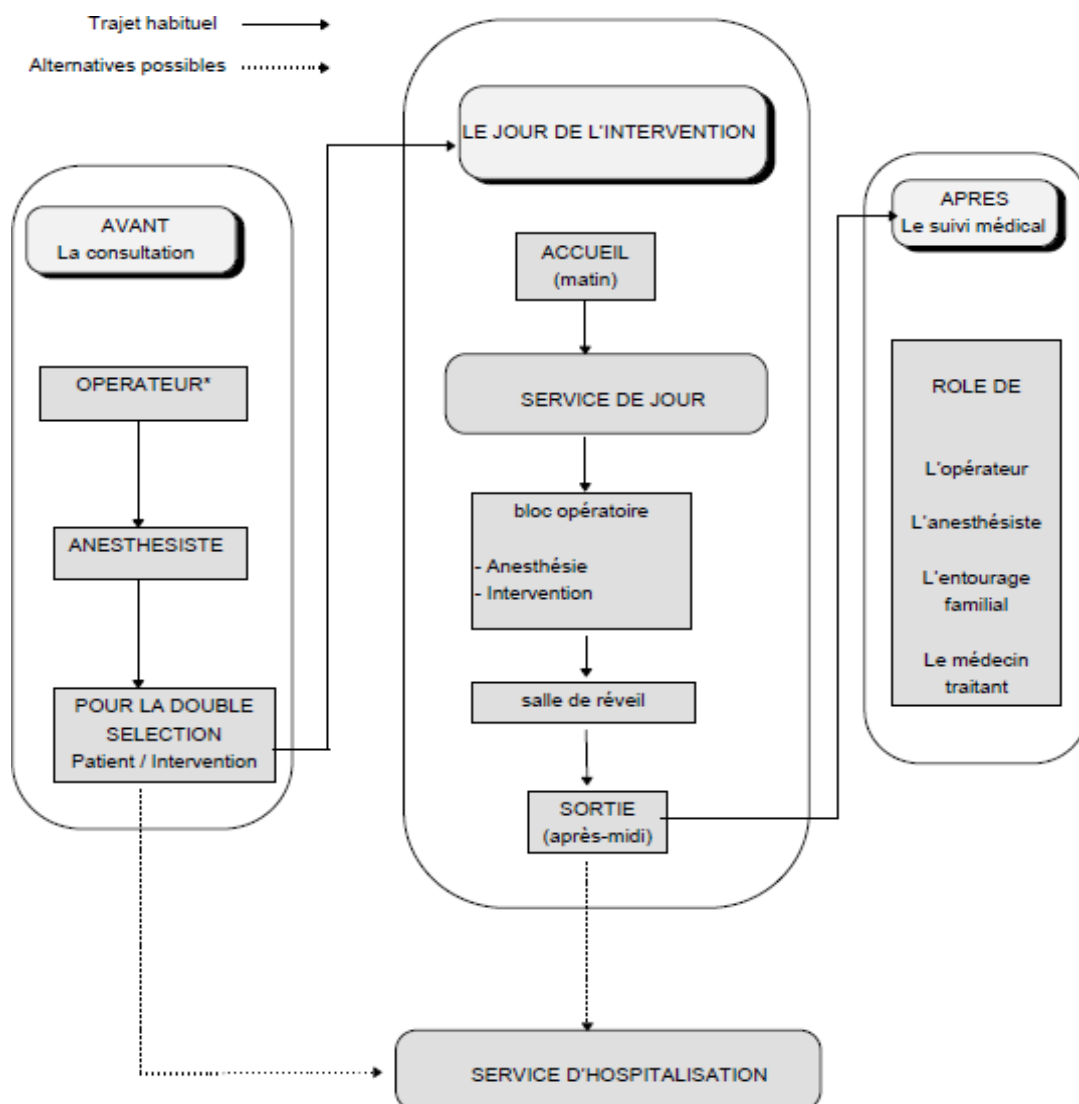 Trajet habituel
Alternatives possibles
AVANT
La consultation
OPERATEUR*
ANESTHESISTE
POUR LA DOUBLE
SELECTION
Patient / Intervention
LE JOUR DE L'INTERVENTION
ACCUEIL
(matin)
SERVICE DE JOUR
bloc opératoire
- Anesthésie
- Intervention
salle de réveil
SORTIE
(après-midi)
APRES
Le suivi médical
ROLE DE
L'opérateur
L'anesthésiste
L'entourage
familial
Le médecin
traitant
SERVICE D'HOSPITALISATION